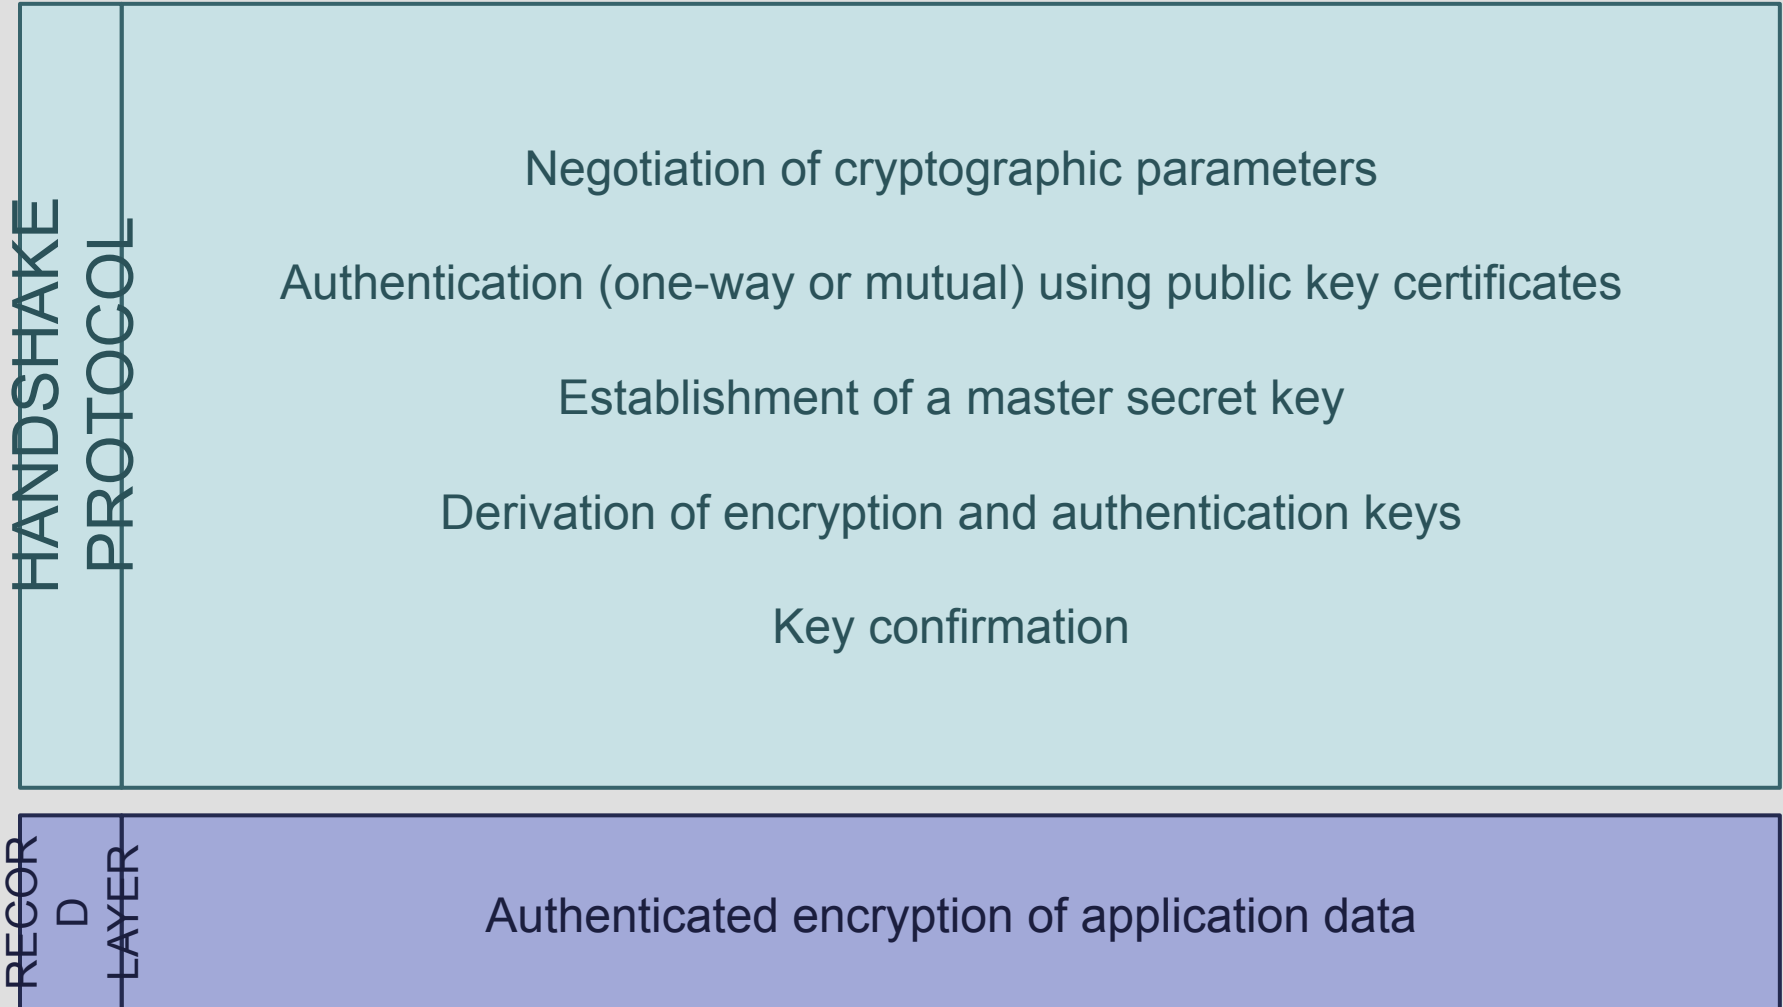 HANDSHAKE
PROTOCOL
Negotiation of cryptographic parameters
Authentication (one-way or mutual) using public key certificates
Establishment of a master secret key
Derivation of encryption and authentication keys
Key confirmation
RECOR
D
LAYER
Authenticated encryption of application data